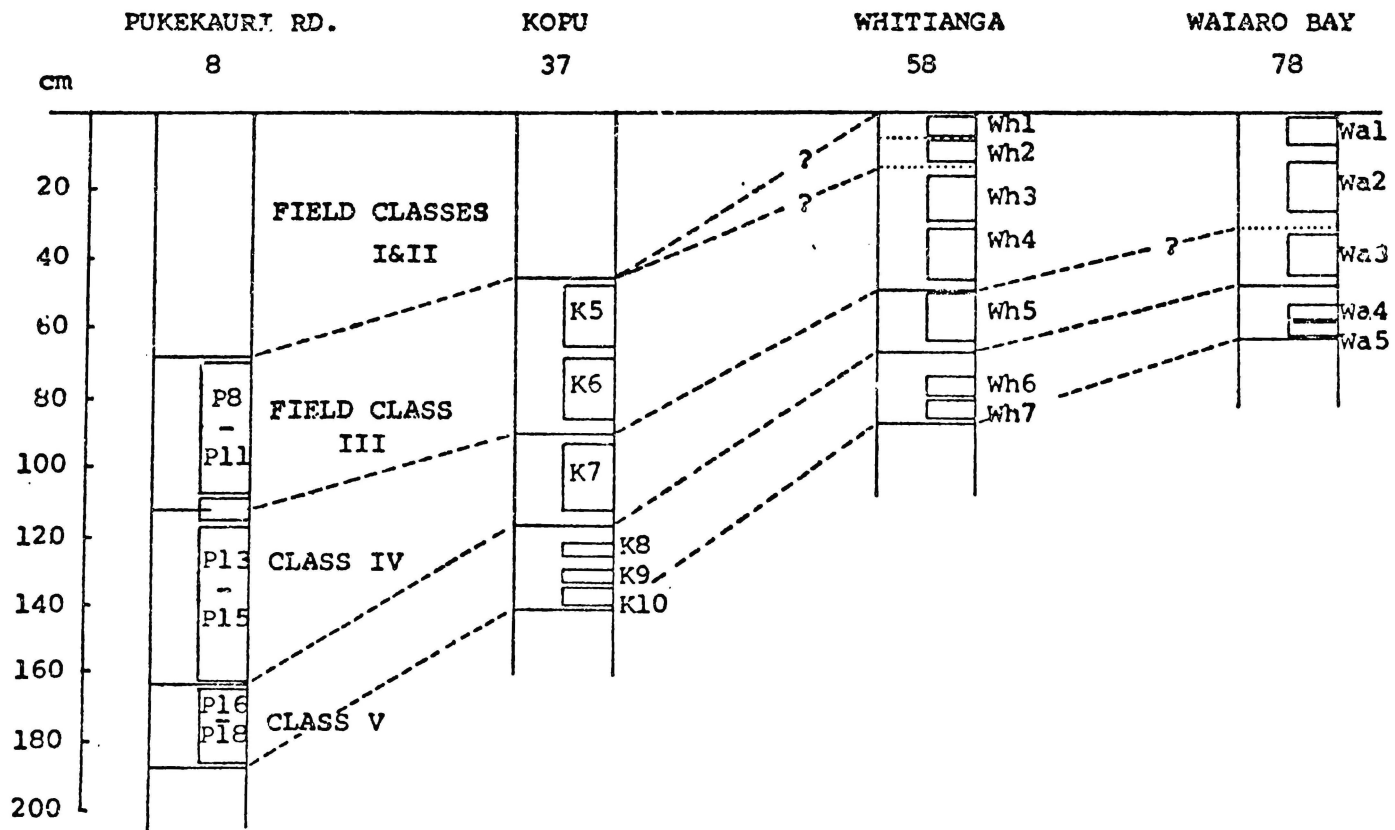 PUKEKAURI RD. KOPU WHITIANGA WAIARO BAY
8 37 58 78
cm
Wh1 Wa1
? Wh2
20 Wa2
FIELD CLASSES ? Wh3
I&II
40 Wh4 ? Wa3
60 K5 Wh5 Wa4
Wa5
80 P8 K6 Wh6
- FIELD CLASS Wh7
III
100 P11 K7
120 K8
P13 CLASS IV K9
- K10
140 P15
160
P16
- CLASS V
P18
180
200